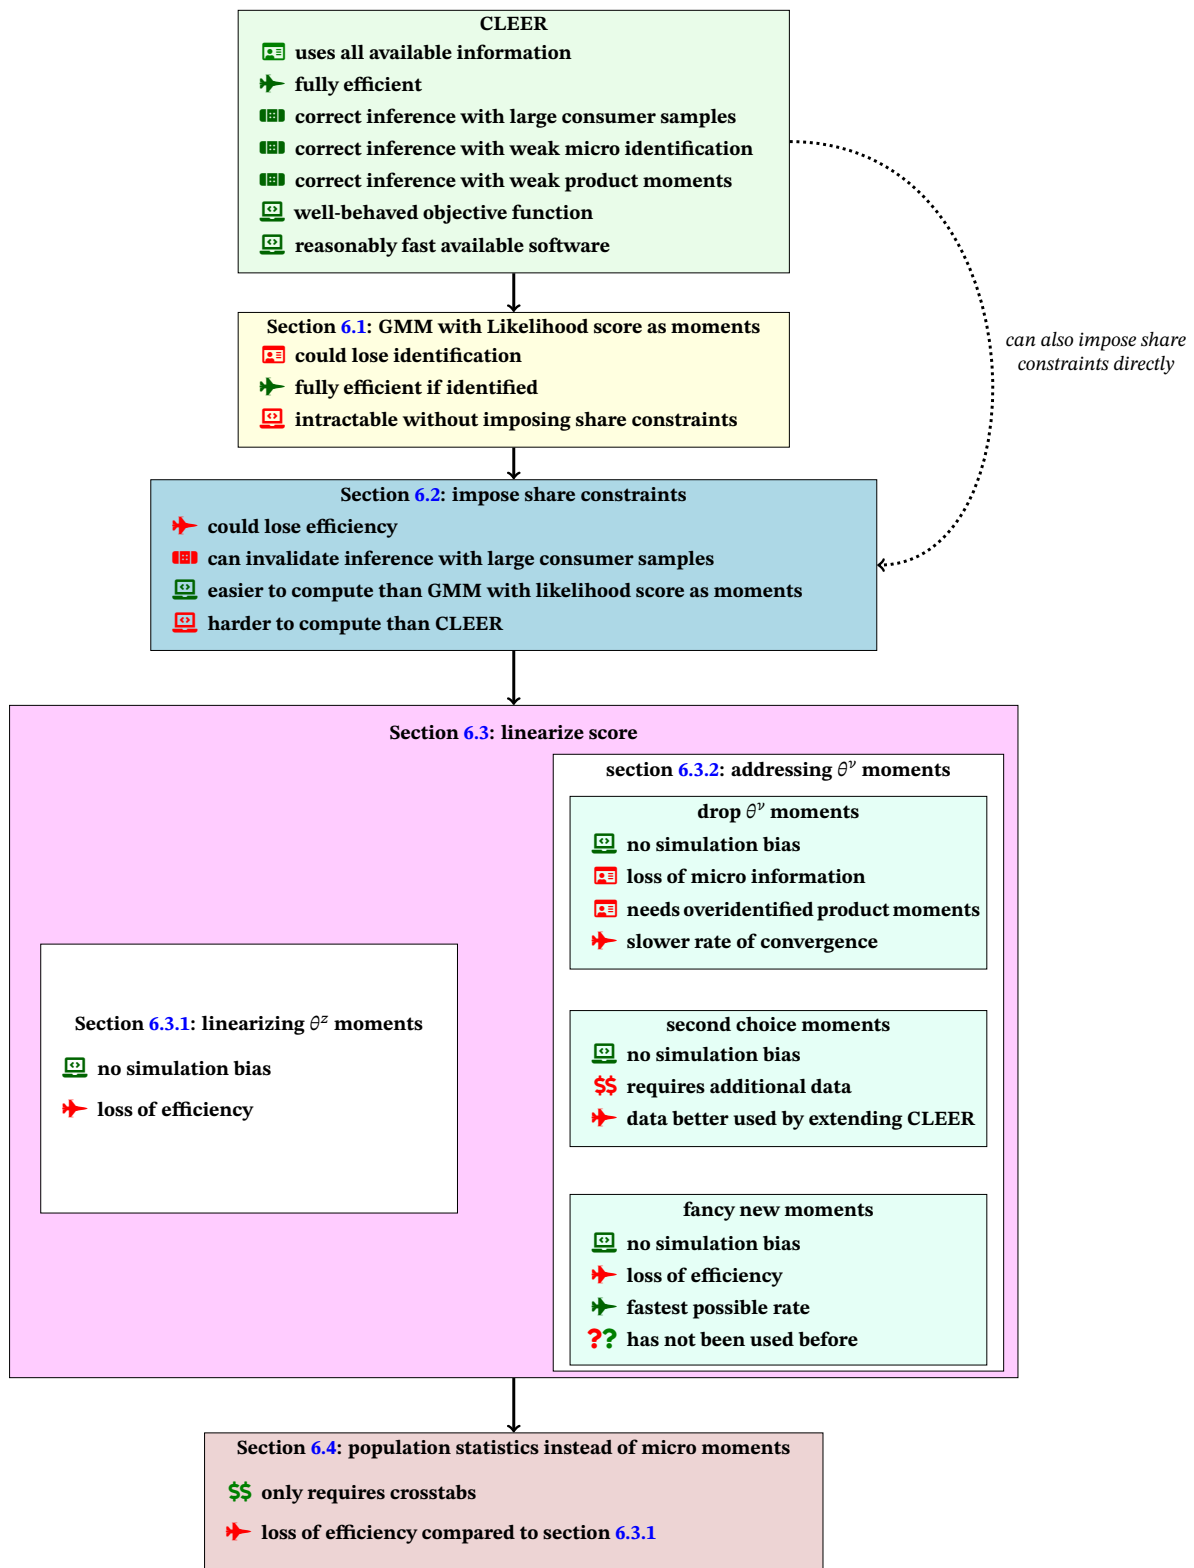 CLEER
uses all available information
fully efficient
correct inference with large consumer samples
correct inference with weak micro identification
correct inference with weak product moments
well-behaved objective function
reasonably fast available software
Section 6.1: GMM with Likelihood score as moments
could lose identification
fully efficient if identified
intractable without imposing share constraints
can also impose share
constraints directly
Section 6.2: impose share constraints
could lose efficiency
can invalidate inference with large consumer samples
easier to compute than GMM with likelihood score as moments
harder to compute than CLEER
Section 6.3: linearize score
Section 6.3.1: linearizing θ^z moments
no simulation bias
loss of efficiency
section 6.3.2: addressing θ^ν moments
drop θ^ν moments
no simulation bias
loss of micro information
needs overidentified product moments
slower rate of convergence
second choice moments
no simulation bias
$$ requires additional data
data better used by extending CLEER
fancy new moments
no simulation bias
loss of efficiency
fastest possible rate
?? has not been used before
Section 6.4: population statistics instead of micro moments
$$ only requires crosstabs
loss of efficiency compared to section 6.3.1